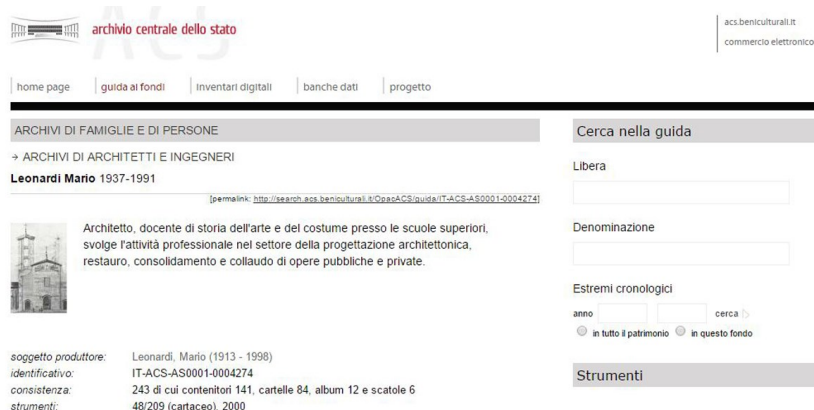 archivio centrale dello stato
ACS
acs.beniculturali.it
commercio elettronico
home page
guida ai fondi
inventari digitali
banche dati
progetto
ARCHIVI DI FAMIGLIE E DI PERSONE
→ ARCHIVI DI ARCHITETTI E INGEGNERI
Leonardi Mario 1937-1991
[permalink: http://search.acs.beniculturali.it/OpacACS/guida/IT-ACS-AS0001-0004274]
Architetto, docente di storia dell'arte e del costume presso le scuole superiori,
svolge l'attività professionale nel settore della progettazione architettonica,
restauro, consolidamento e collaudo di opere pubbliche e private.
soggetto produttore: Leonardi, Mario (1913 - 1998)
identificativo: IT-ACS-AS0001-0004274
consistenza: 243 di cui contenitori 141, cartelle 84, album 12 e scatole 6
strumenti: 48/209 (cartaceo), 2000
Cerca nella guida
Libera
Denominazione
Estremi cronologici
anno cerca
in tutto il patrimonio in questo fondo
Strumenti